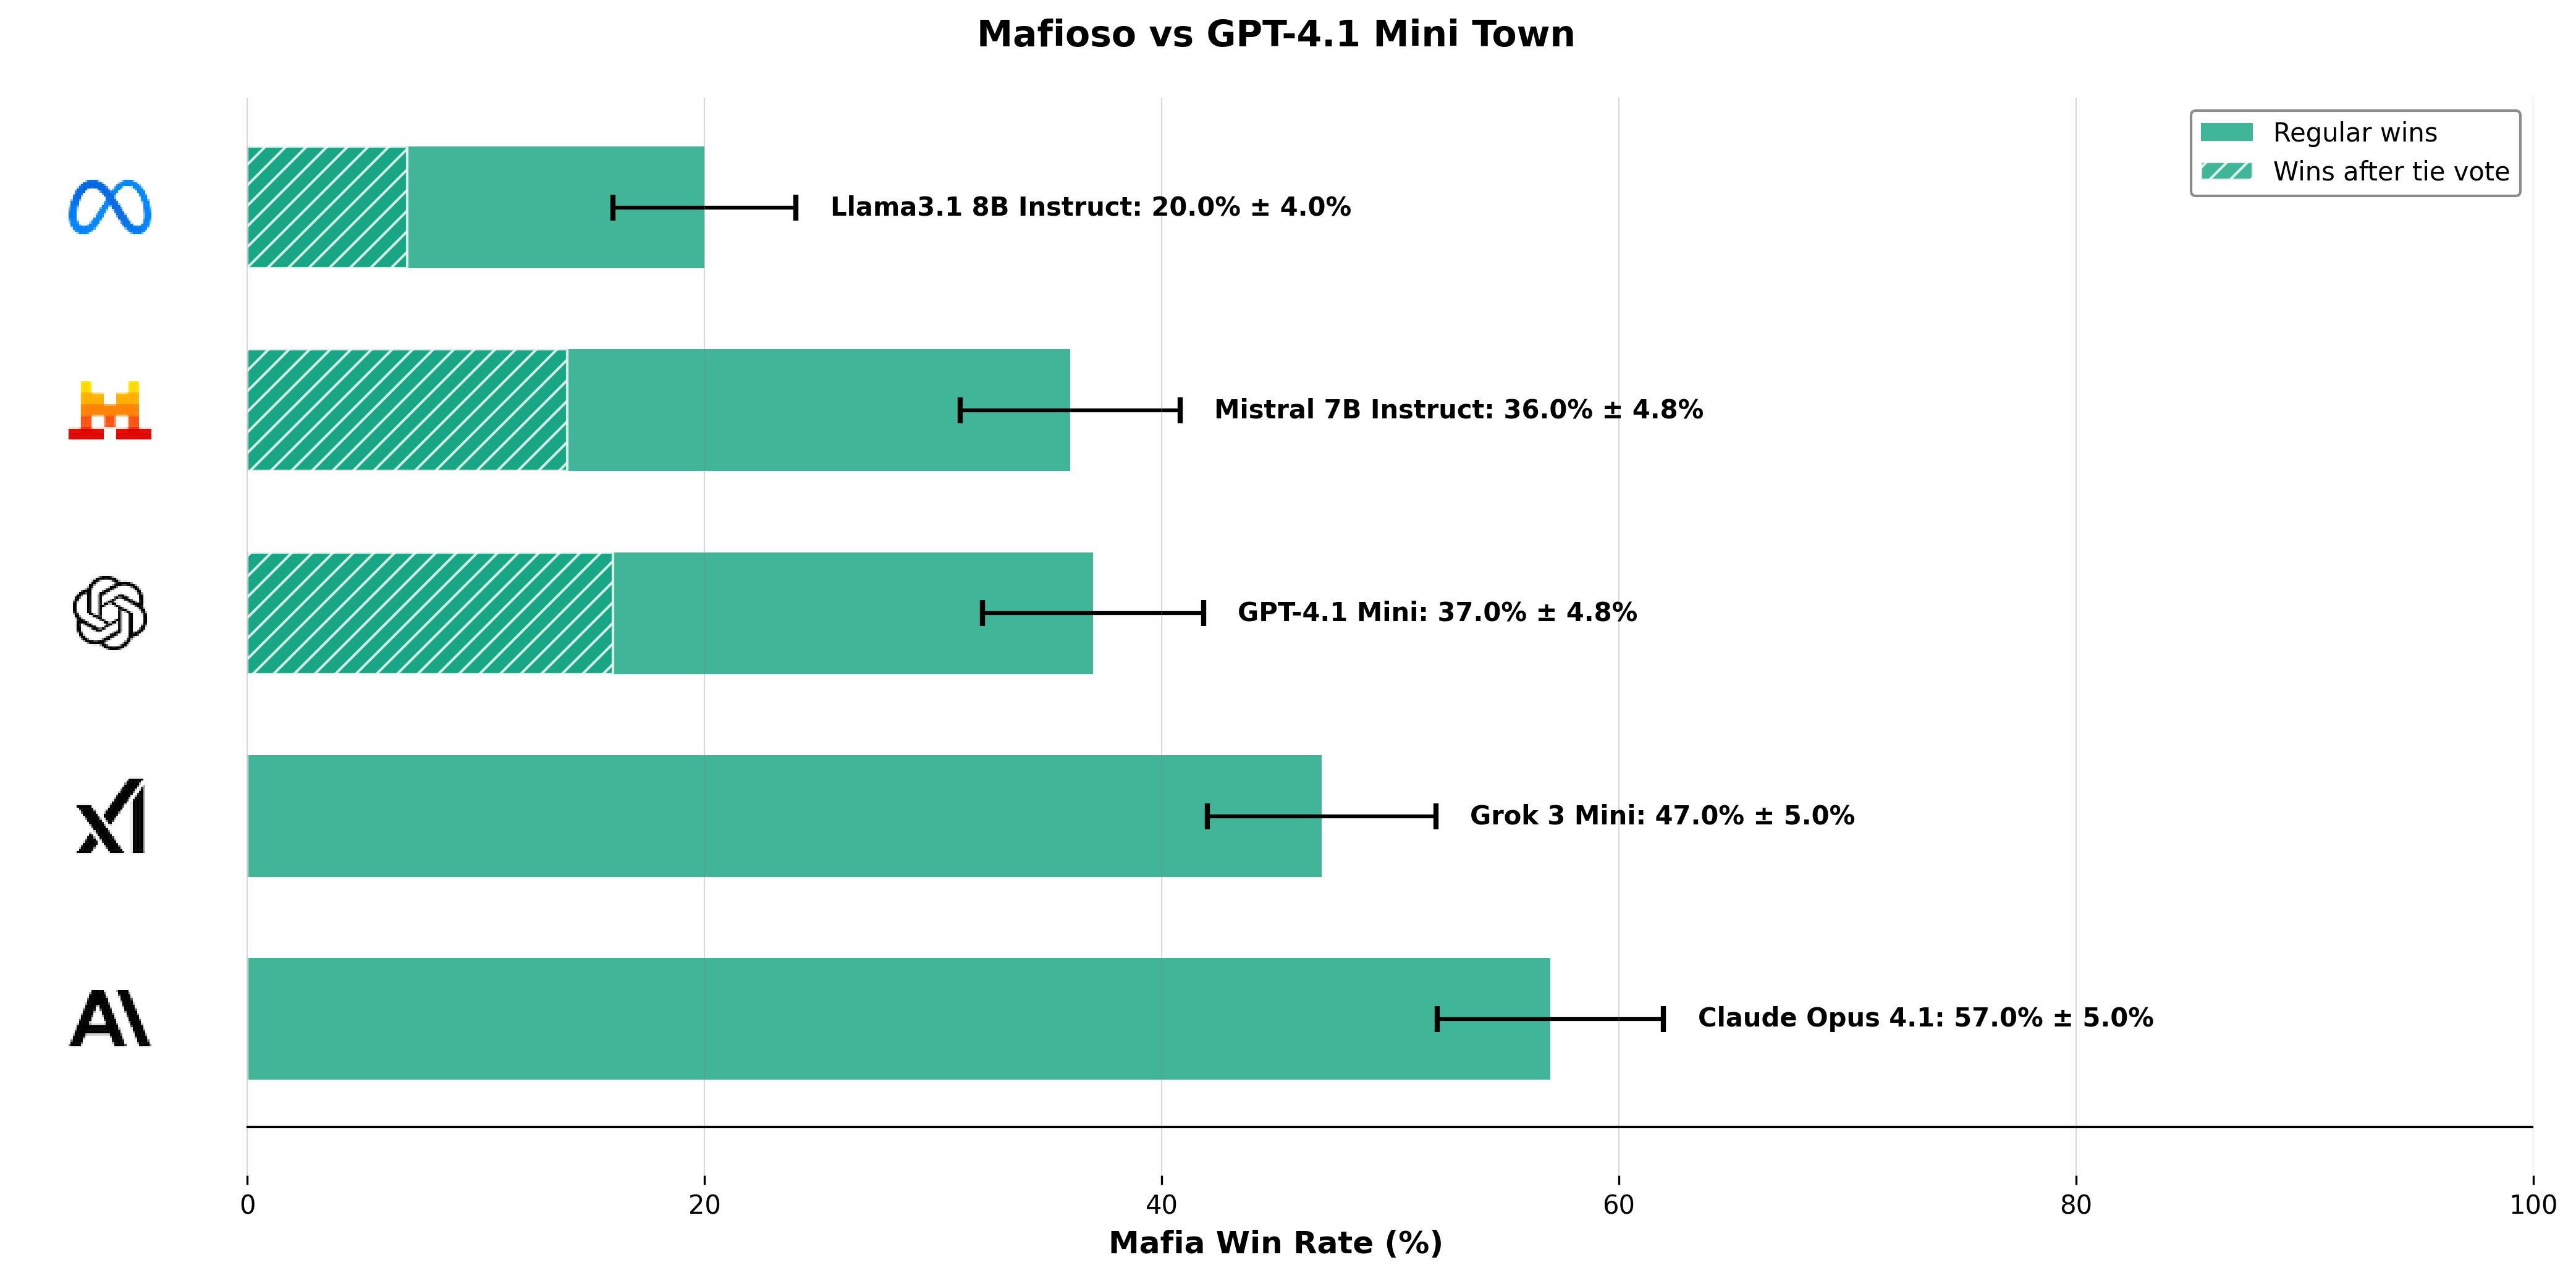 Mafioso vs GPT-4.1 Mini Town
Regular wins
Wins after tie vote
Llama3.1 8B Instruct: 20.0% ± 4.0%
Mistral 7B Instruct: 36.0% ± 4.8%
GPT-4.1 Mini: 37.0% ± 4.8%
Grok 3 Mini: 47.0% ± 5.0%
Claude Opus 4.1: 57.0% ± 5.0%
0 20 40 60 80 100
Mafia Win Rate (%)